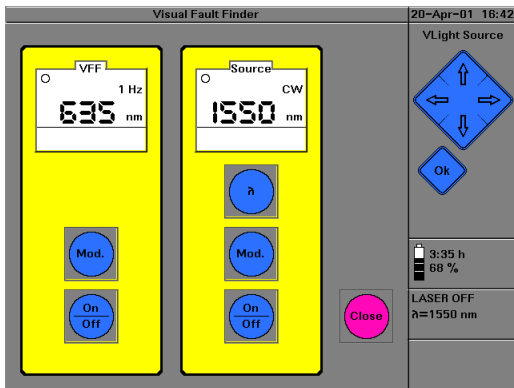 Visual Fault Finder
20-Apr-01 16:42
VLight Source
VFF
1 Hz
635 nm
Source
CW
1550 nm
λ
Mod.
Mod.
On
Off
On
Off
Close
Ok
3:35 h
68 %
LASER OFF
λ=1550 nm